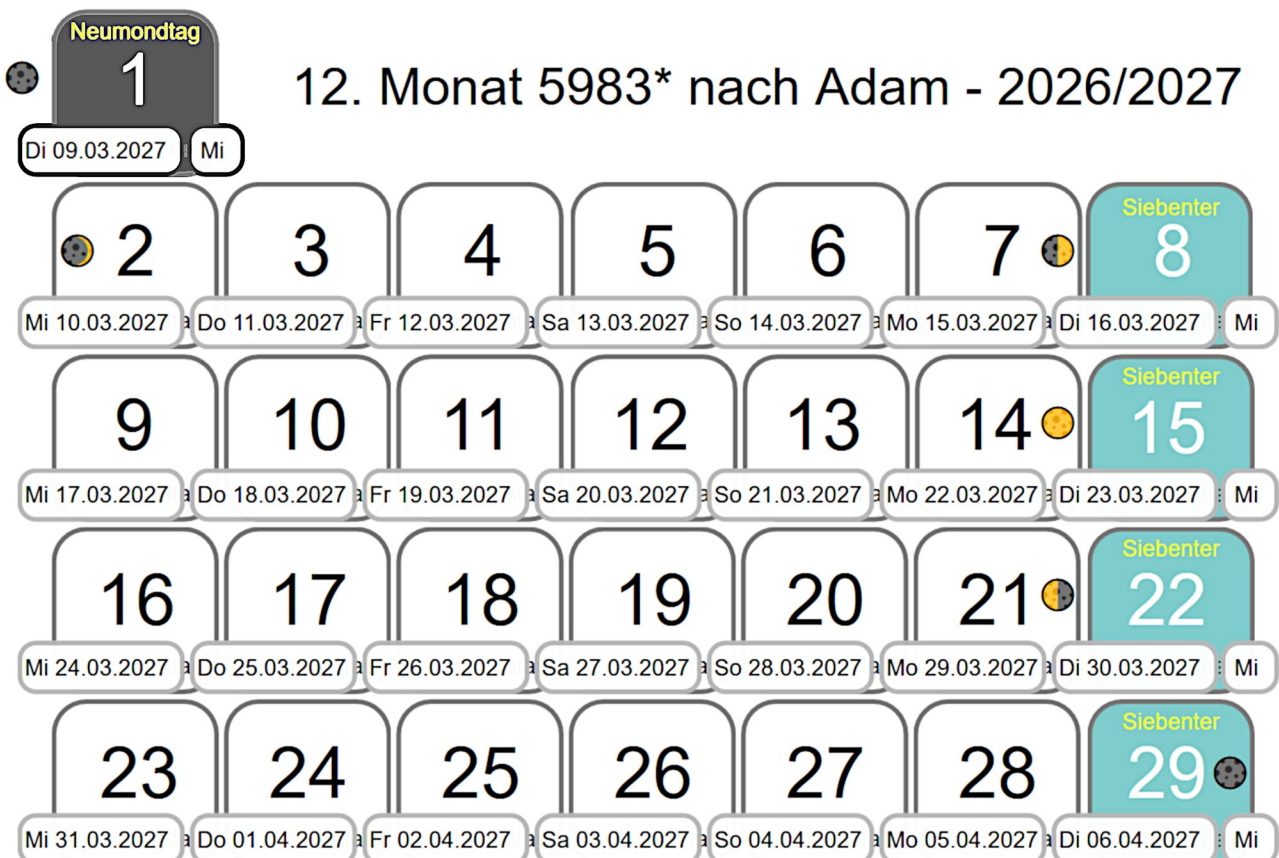 Neumondtag
1
12. Monat 5983* nach Adam - 2026/2027
Di 09.03.2027 Mi
2 3 4 5 6 7 Siebenter 8
Mi 10.03.2027 Do 11.03.2027 Fr 12.03.2027 Sa 13.03.2027 So 14.03.2027 Mo 15.03.2027 Di 16.03.2027 Mi
9 10 11 12 13 14 Siebenter 15
Mi 17.03.2027 Do 18.03.2027 Fr 19.03.2027 Sa 20.03.2027 So 21.03.2027 Mo 22.03.2027 Di 23.03.2027 Mi
16 17 18 19 20 21 Siebenter 22
Mi 24.03.2027 Do 25.03.2027 Fr 26.03.2027 Sa 27.03.2027 So 28.03.2027 Mo 29.03.2027 Di 30.03.2027 Mi
23 24 25 26 27 28 Siebenter 29
Mi 31.03.2027 Do 01.04.2027 Fr 02.04.2027 Sa 03.04.2027 So 04.04.2027 Mo 05.04.2027 Di 06.04.2027 Mi